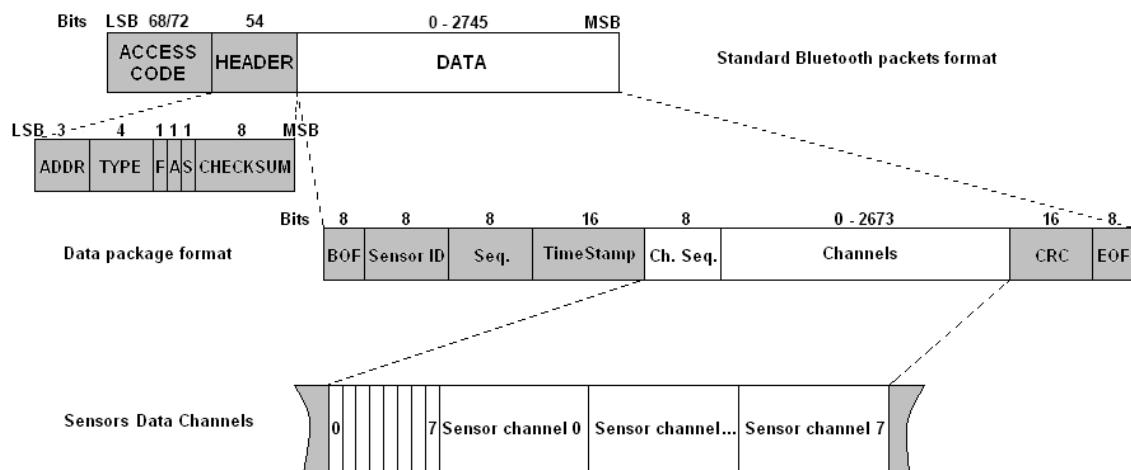 Bits LSB 68/72 54 0 - 2745 MSB
ACCESS
CODE
HEADER
DATA
Standard Bluetooth packets format
LSB 3 4 1 1 1 8 MSB
ADDR TYPE F A S CHECKSUM
Bits 8 8 8 16 8 0 - 2673 16 8
Data package format
BOF Sensor ID Seq. TimeStamp Ch. Seq. Channels CRC EOF
Sensors Data Channels
0 7 Sensor channel 0 Sensor channel... Sensor channel 7